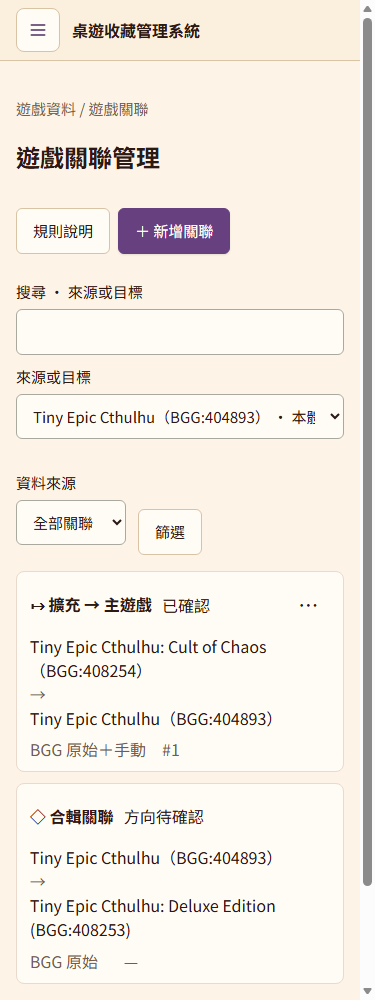 桌遊收藏管理系統
遊戲資料 / 遊戲關聯
遊戲關聯管理
規則說明
＋ 新增關聯
搜尋 · 來源或目標
來源或目標
Tiny Epic Cthulhu（BGG:404893） · 本
資料來源
全部關聯
篩選
↦ 擴充 → 主遊戲 已確認 ⋯
Tiny Epic Cthulhu: Cult of Chaos
（BGG:408254）
→
Tiny Epic Cthulhu（BGG:404893）
BGG 原始＋手動 #1
◇ 合輯關聯 方向待確認
Tiny Epic Cthulhu（BGG:404893）
→
Tiny Epic Cthulhu: Deluxe Edition
(BGG:408253)
BGG 原始 —